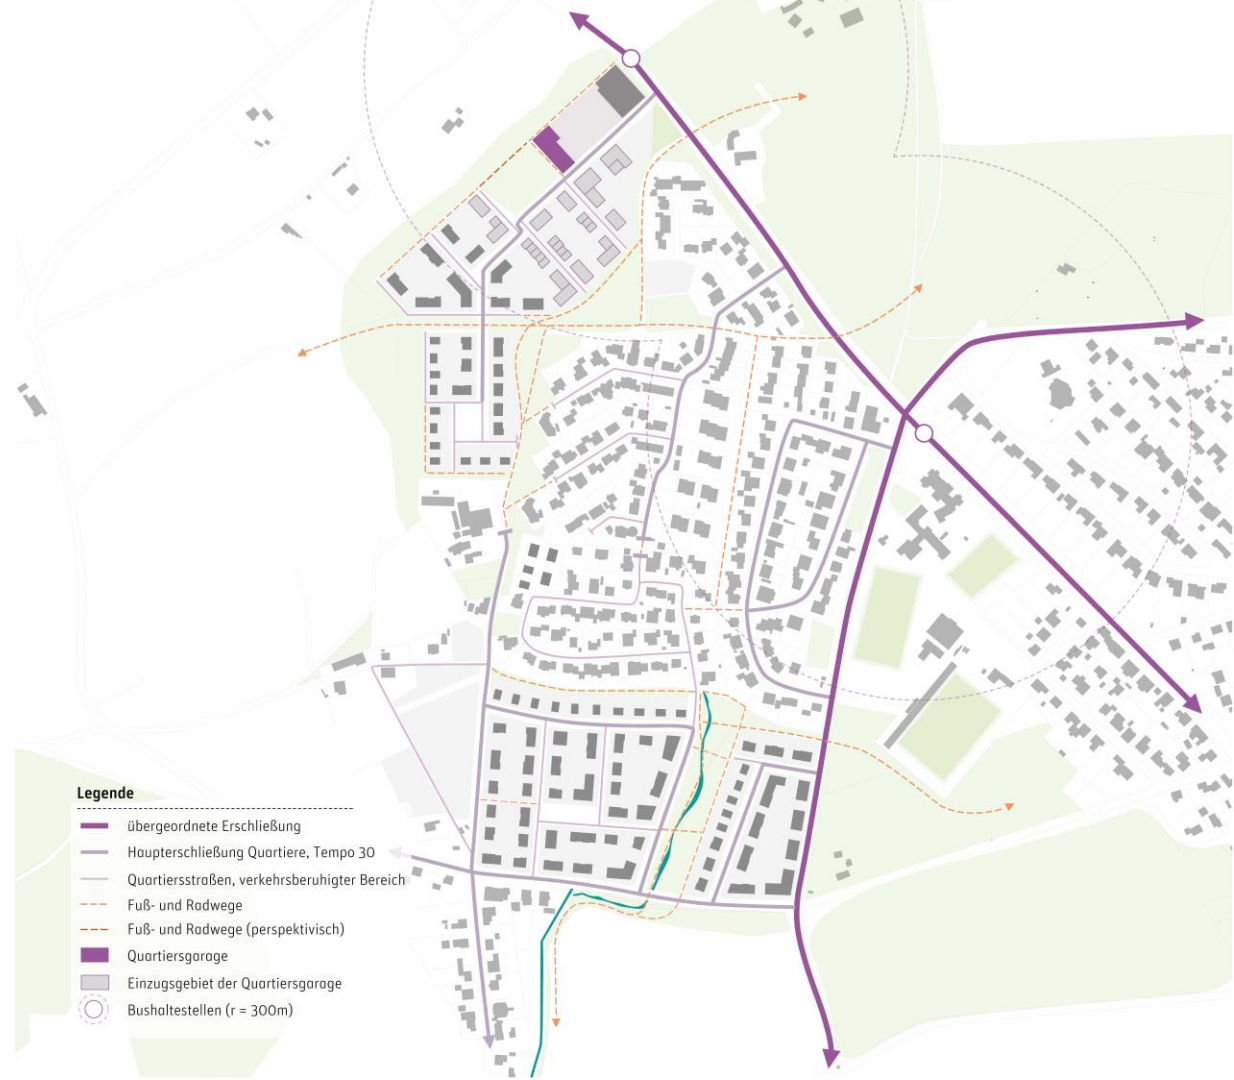 Legende
übergeordnete Erschließung
Haupterschließung Quartiere, Tempo 30
Quartiersstraßen, verkehrsberuhigter Bereich
Fuß- und Radwege
Fuß- und Radwege (perspektivisch)
Quartiersgarage
Einzugsgebiet der Quartiersgarage
Bushaltestellen (r = 300m)